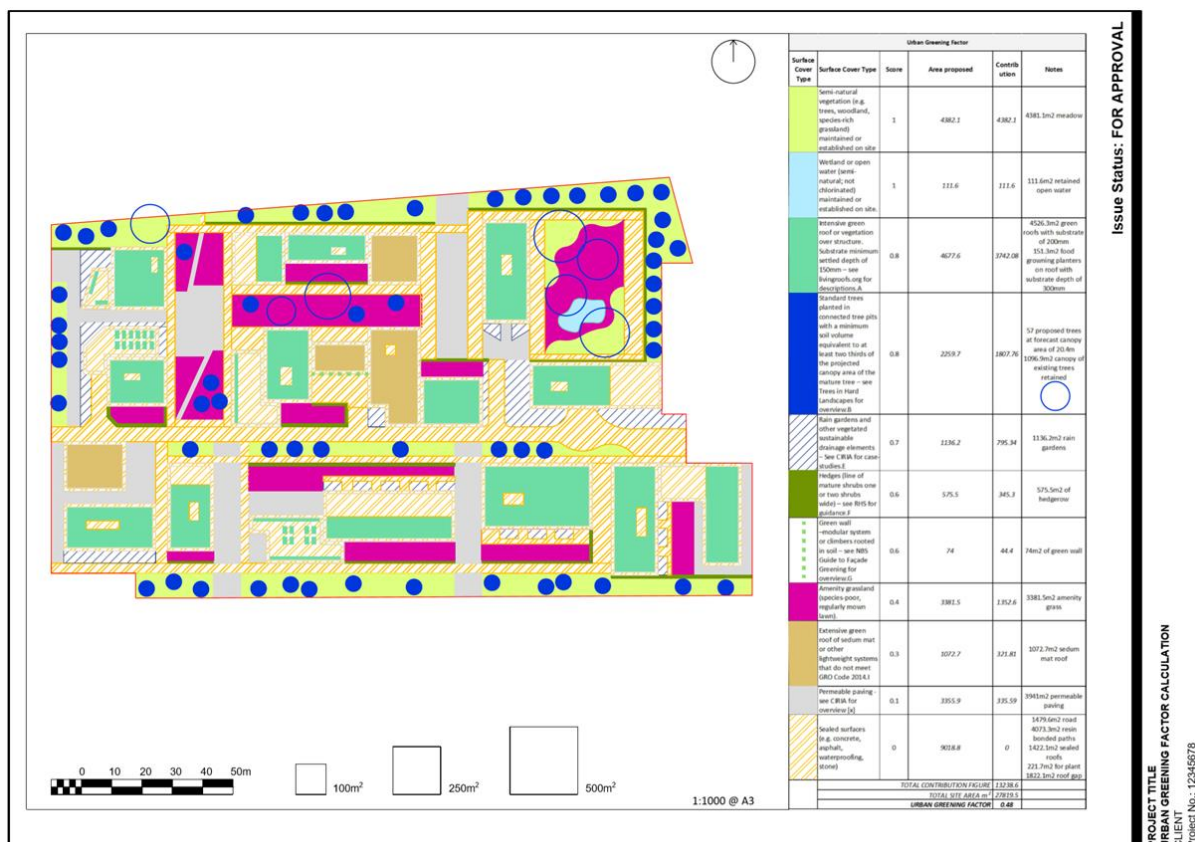 Issue Status: FOR APPROVAL
Urban Greening Factor
Surface
Cover
Type
Surface Cover Type
Score
Area proposed
Contrib
ution
Notes
Semi-natural
vegetation (e.g.
trees, woodland,
species-rich
grassland)
maintained or
established on site
1
4382.1
4382.1
4381.1m2 meadow
Wetland or open
water (semi-
natural; not
chlorinated)
maintained or
established on site.
1
111.6
111.6
111.6m2 retained
open water
Intensive green
roof or vegetation
over structure.
Substrate minimum
settled depth of
150mm – see
livingroofs.org for
descriptions.A
0.8
4677.6
3742.08
4526.3m2 green
roofs with substrate
of 200mm
151.3m2 food
growning planters
on roof with
substrate depth of
300mm
Standard trees
planted in
connected tree pits
with a minimum
soil volume
equivalent to at
least two thirds of
the projected
canopy area of the
mature tree – see
Trees in Hard
Landscapes for
overview.B
0.8
2259.7
1807.76
57 proposed trees
at forecast canopy
area of 20.4m
1096.9m2 canopy of
existing trees
retained
Rain gardens and
other vegetated
sustainable
drainage elements
– See CIRIA for case-
studies.E
0.7
1136.2
795.34
1136.2m2 rain
gardens
Hedges (line of
mature shrubs one
or two shrubs
wide) – see RHS for
guidance.F
0.6
575.5
345.3
575.5m2 of
hedgerow
Green wall
–modular system
or climbers rooted
in soil – see NBS
Guide to Façade
Greening for
overview.G
0.6
74
44.4
74m2 of green wall
Amenity grassland
(species-poor,
regularly mown
lawn).
0.4
3381.5
1352.6
3381.5m2 amenity
grass
Extensive green
roof of sedum mat
or other
lightweight systems
that do not meet
GRO Code 2014.I
0.3
1072.7
321.81
1072.7m2 sedum
mat roof
Permeable paving -
see CIRIA for
overview [x]
0.1
3355.9
335.59
3941m2 permeable
paving
Sealed surfaces
(e.g. concrete,
asphalt,
waterproofing,
stone)
0
9018.8
0
1479.6m2 road
4073.3m2 resin
bonded paths
1422.1m2 sealed
roofs
221.7m2 for plant
1822.1m2 roof gap
TOTAL CONTRIBUTION FIGURE 13238.6
TOTAL SITE AREA m² 27819.5
URBAN GREENING FACTOR 0.48
0 10 20 30 40 50m
100m²
250m²
500m²
1:1000 @ A3
PROJECT TITLE
URBAN GREENING FACTOR CALCULATION
CLIENT
Project No.: 12345678